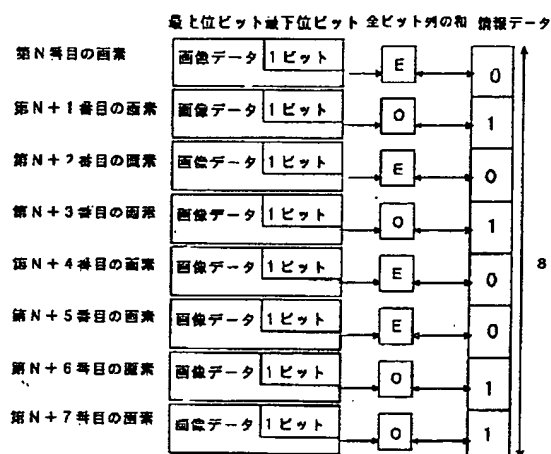 最上位ビット最下位ビット 全ビット列の和 情報データ
第N番目の画素 画像データ 1ビット E 0
第N+1番目の画素 画像データ 1ビット O 1
第N+2番目の画素 画像データ 1ビット E 0
第N+3番目の画素 画像データ 1ビット O 1
8
第N+4番目の画素 画像データ 1ビット E 0
第N+5番目の画素 画像データ 1ビット E 0
第N+6番目の画素 画像データ 1ビット O 1
第N+7番目の画素 画像データ 1ビット O 1